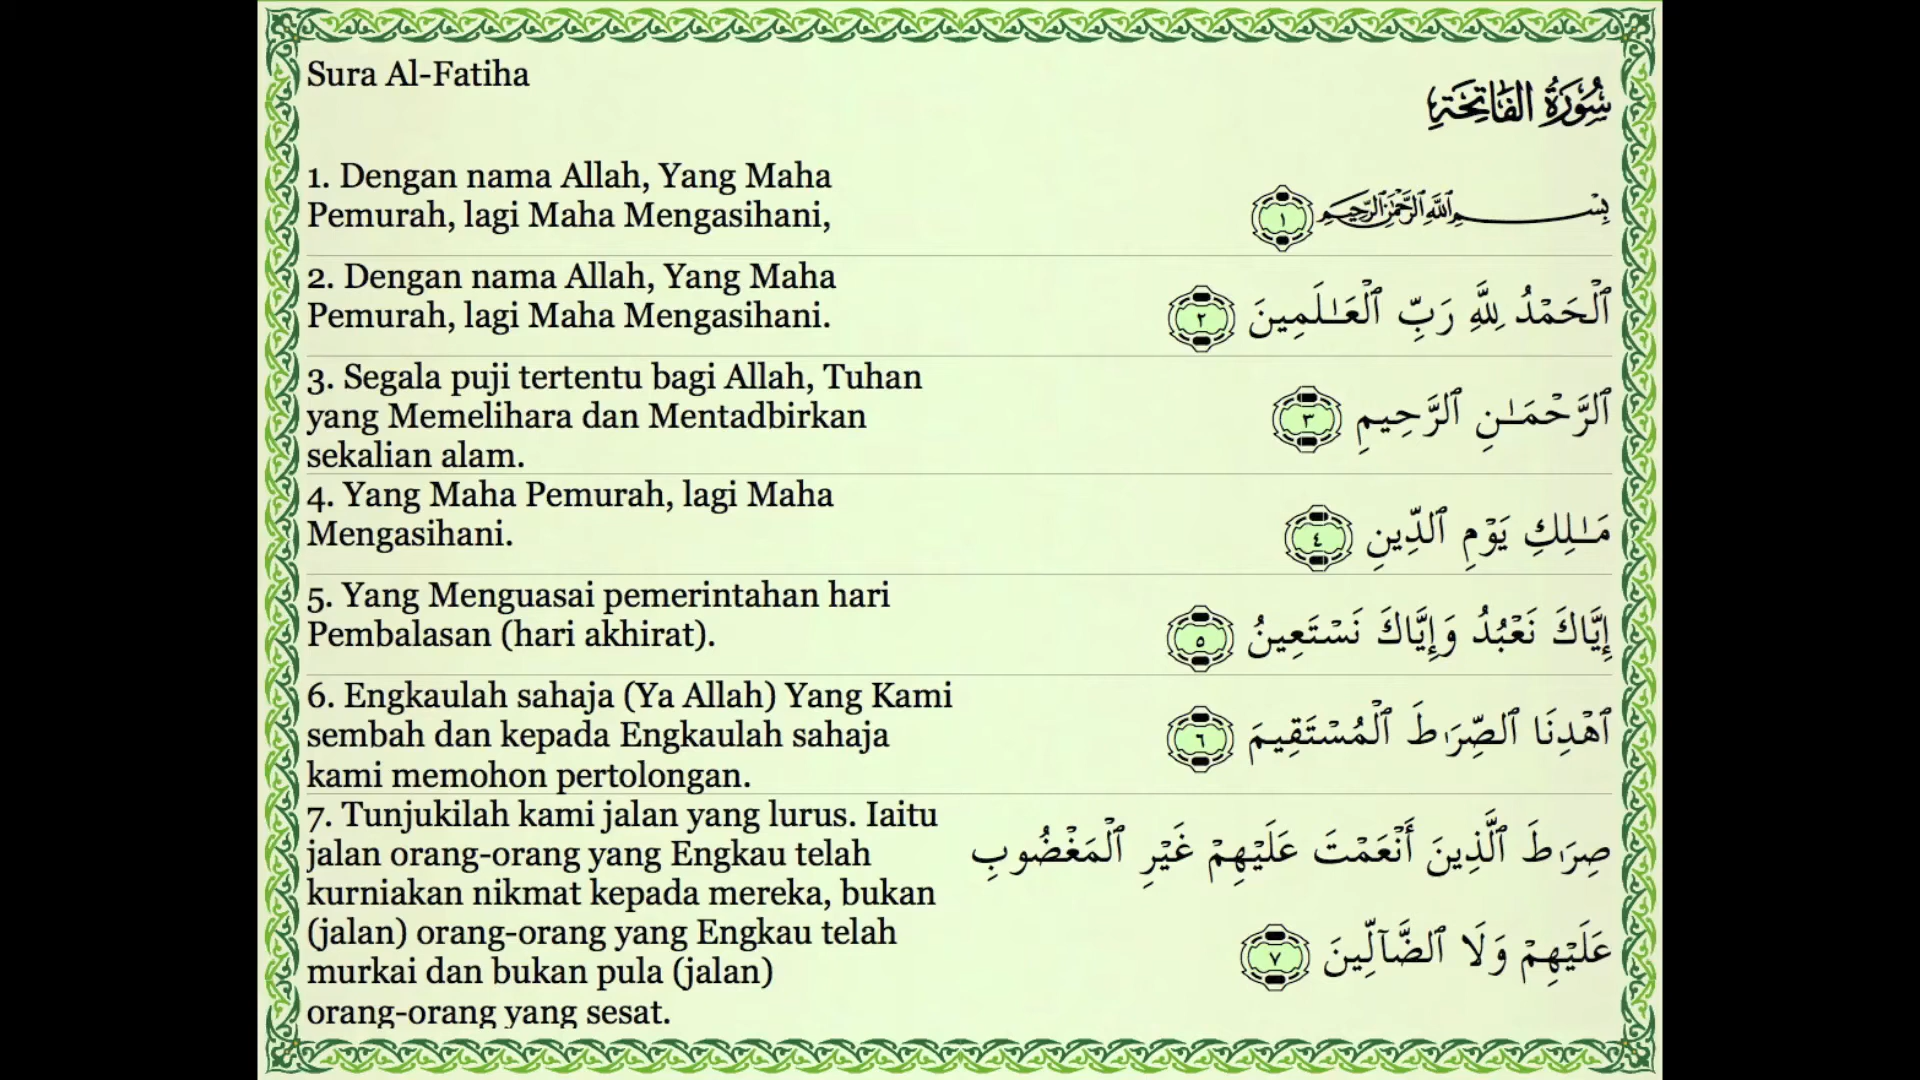 Sura Al-Fatiha
سُورَةُ الفَاتِحَةِ
1. Dengan nama Allah, Yang Maha
Pemurah, lagi Maha Mengasihani,
بِسْمِ ٱللَّهِ ٱلرَّحْمَٰنِ ٱلرَّحِيمِ ١
2. Dengan nama Allah, Yang Maha
Pemurah, lagi Maha Mengasihani.
ٱلْحَمْدُ لِلَّهِ رَبِّ ٱلْعَـٰلَمِينَ ٢
3. Segala puji tertentu bagi Allah, Tuhan
yang Memelihara dan Mentadbirkan
sekalian alam.
ٱلرَّحْمَـٰنِ ٱلرَّحِيمِ ٣
4. Yang Maha Pemurah, lagi Maha
Mengasihani.
مَـٰلِكِ يَوْمِ ٱلدِّينِ ٤
5. Yang Menguasai pemerintahan hari
Pembalasan (hari akhirat).
إِيَّاكَ نَعْبُدُ وَإِيَّاكَ نَسْتَعِينُ ٥
6. Engkaulah sahaja (Ya Allah) Yang Kami
sembah dan kepada Engkaulah sahaja
kami memohon pertolongan.
ٱهْدِنَا ٱلصِّرَٰطَ ٱلْمُسْتَقِيمَ ٦
7. Tunjukilah kami jalan yang lurus. Iaitu
jalan orang-orang yang Engkau telah
kurniakan nikmat kepada mereka, bukan
(jalan) orang-orang yang Engkau telah
murkai dan bukan pula (jalan)
orang-orang yang sesat.
صِرَٰطَ ٱلَّذِينَ أَنْعَمْتَ عَلَيْهِمْ غَيْرِ ٱلْمَغْضُوبِ
عَلَيْهِمْ وَلَا ٱلضَّآلِّينَ ٧